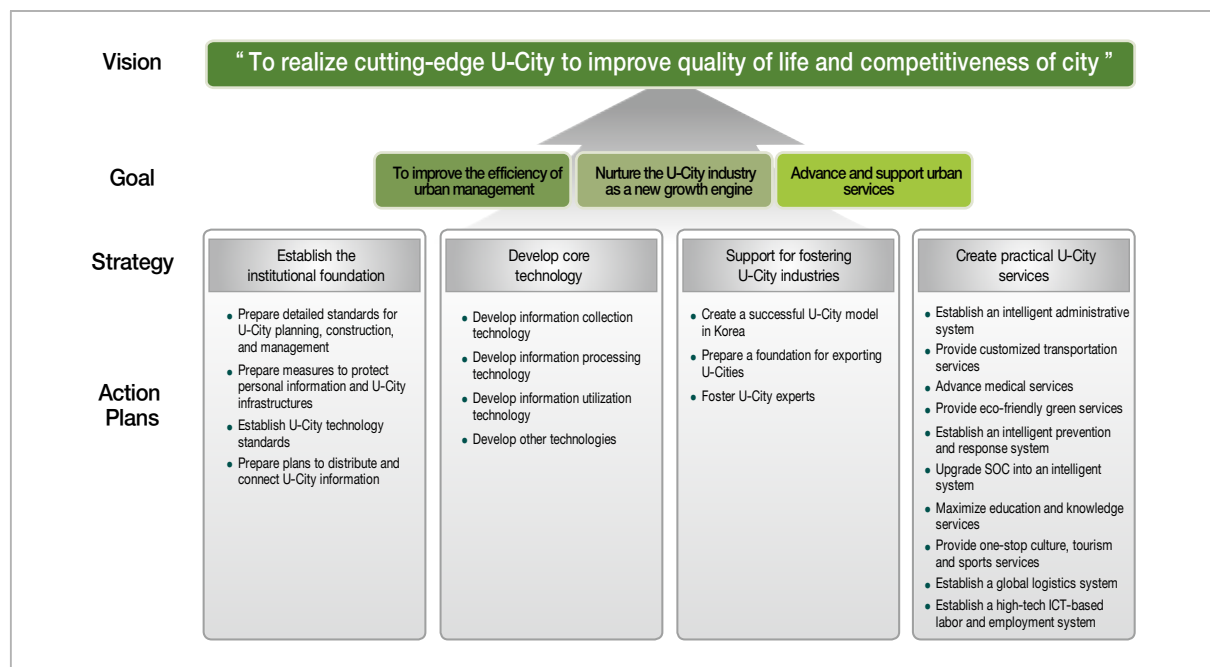 Vision
“ To realize cutting-edge U-City to improve quality of life and competitiveness of city ”
Goal
To improve the efficiency of
urban management
Nurture the U-City industry
as a new growth engine
Advance and support urban
services
Strategy
Establish the
institutional foundation
Develop core
technology
Support for fostering
U-City industries
Create practical U-City
services
Action
Plans
• Prepare detailed standards for
U-City planning, construction,
and management
• Prepare measures to protect
personal information and U-City
infrastructures
• Establish U-City technology
standards
• Prepare plans to distribute and
connect U-City information
• Develop information collection
technology
• Develop information processing
technology
• Develop information utilization
technology
• Develop other technologies
• Create a successful U-City model
in Korea
• Prepare a foundation for exporting
U-Cities
• Foster U-City experts
• Establish an intelligent administrative
system
• Provide customized transportation
services
• Advance medical services
• Provide eco-friendly green services
• Establish an intelligent prevention
and response system
• Upgrade SOC into an intelligent
system
• Maximize education and knowledge
services
• Provide one-stop culture, tourism
and sports services
• Establish a global logistics system
• Establish a high-tech ICT-based
labor and employment system